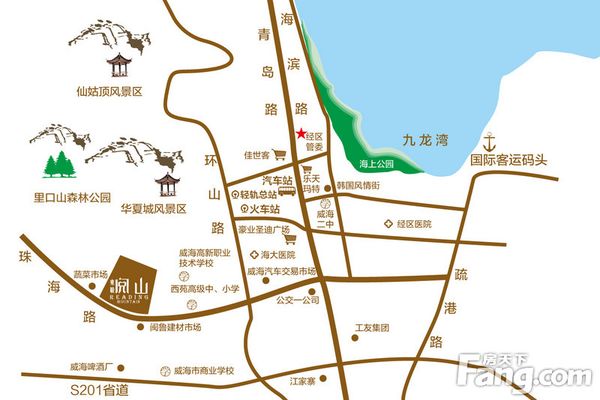 海滨路
青岛路
仙姑顶风景区
九龙湾
经区
管委
国际客运码头
佳世客
海上公园
环山路
汽车站
乐天
玛特
韩国风情街
里口山森林公园
轻轨总站
华夏城风景区
火车站
威海
二中
经区医院
豪业圣迪广场
珠海路
威海高新职业
技术学校
海大医院
蔬菜市场
阅山
READING
MOUNTAIN
威海汽车交易市场
疏港路
西苑高级中、小学
公交一公司
闽鲁建材市场
工友集团
威海啤酒厂
威海市商业学校
江家寨
S201省道
房天下
Fang.com